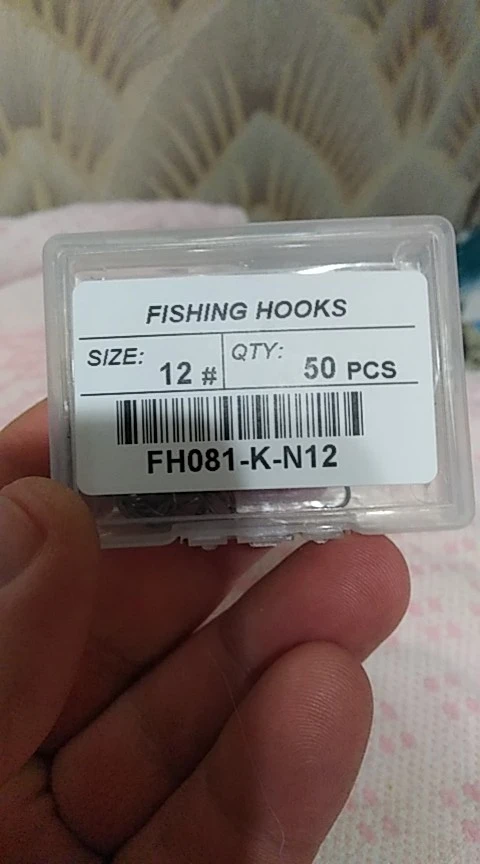 FISHING HOOKS
SIZE: 12 # QTY: 50 PCS
FH081-K-N12